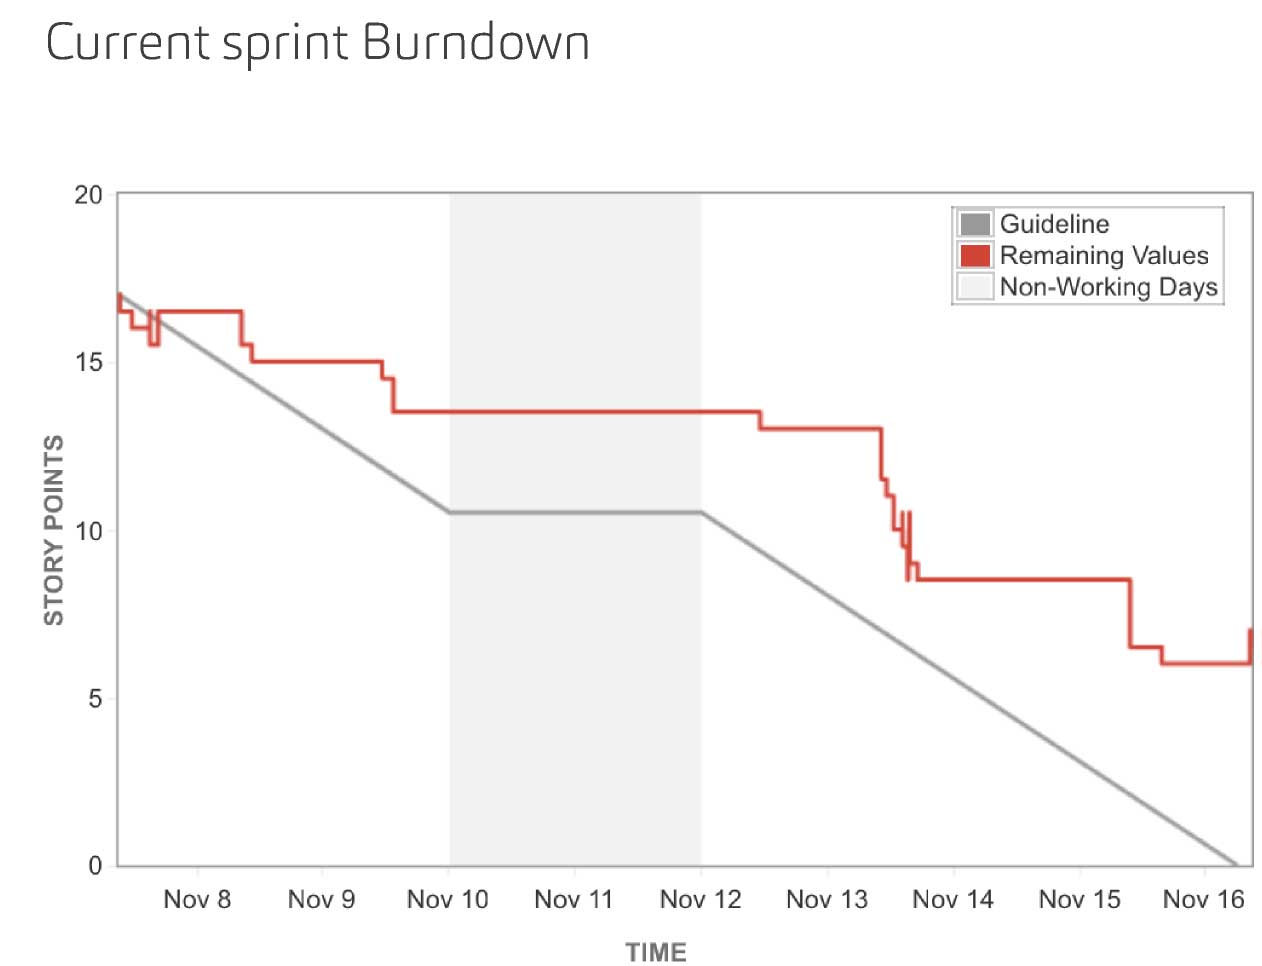 Current sprint Burndown
20
Guideline
Remaining Values
Non-Working Days
15
10
5
0
STORY POINTS
Nov 8 Nov 9 Nov 10 Nov 11 Nov 12 Nov 13 Nov 14 Nov 15 Nov 16
TIME